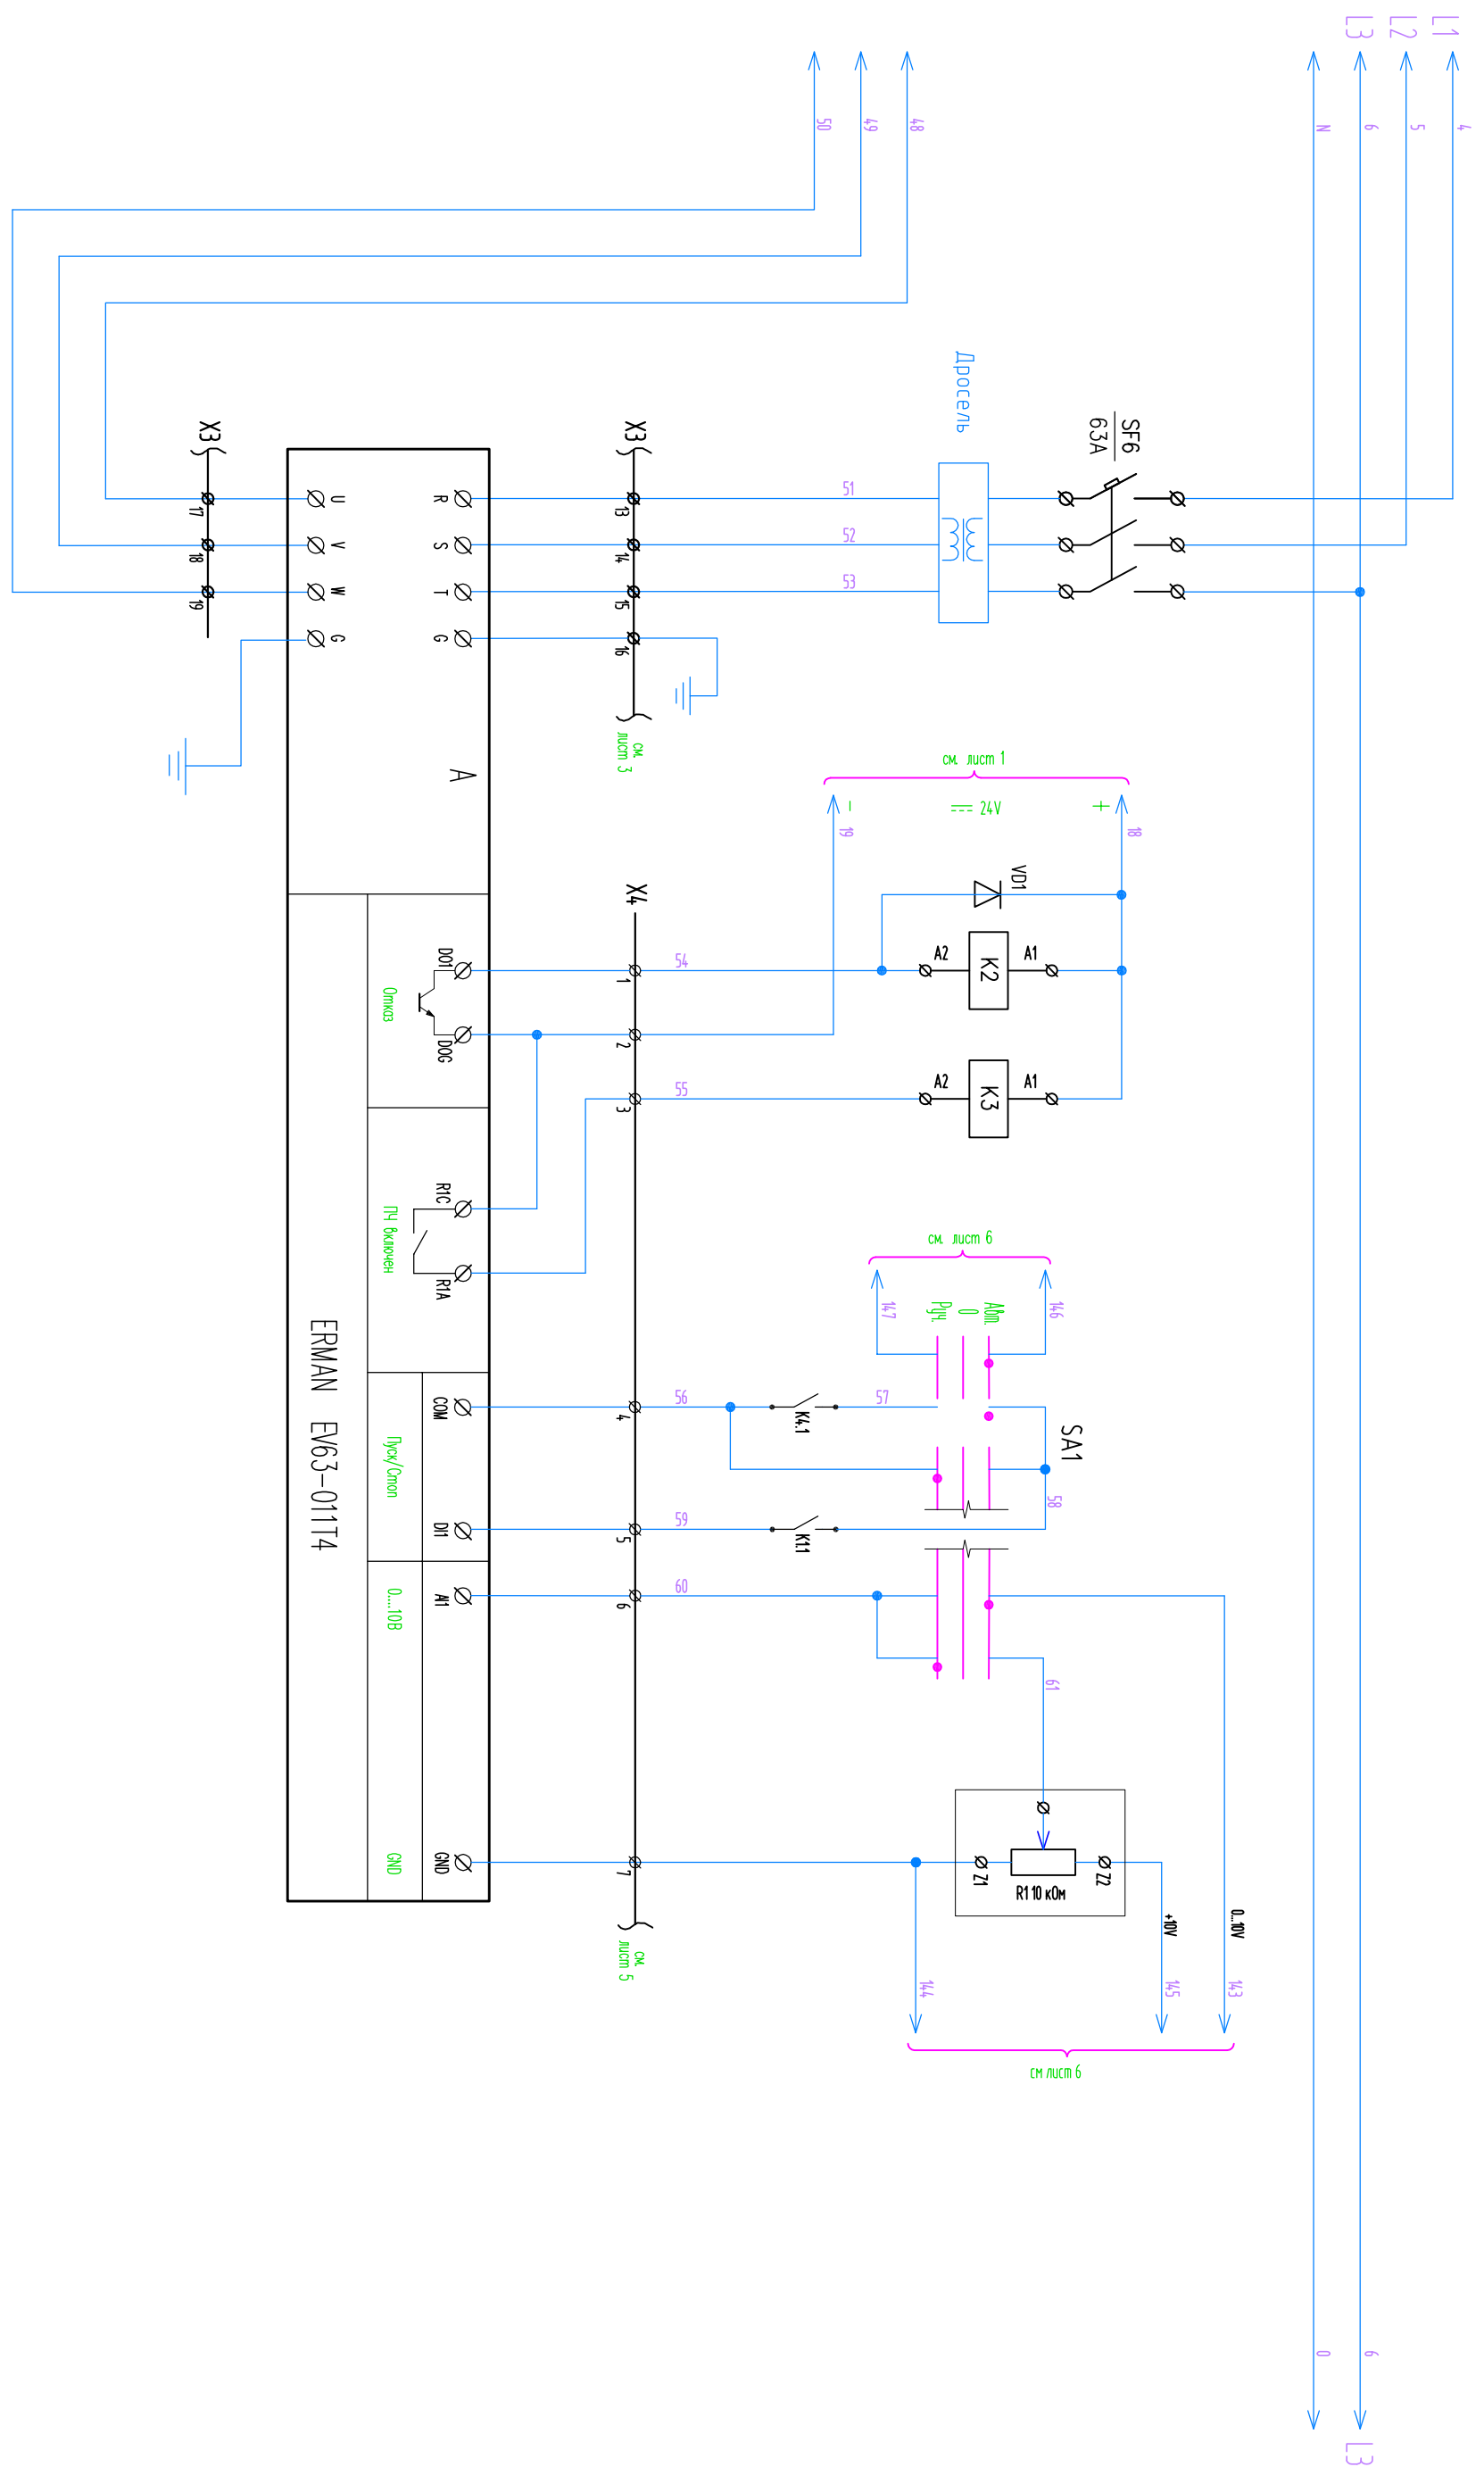 L1
L2
L3
4
5
6
N
48
49
50
SF6
63A
Дросель
51
52
53
X3
13
14
15
16
см.
лист 3
X3
17
18
19
R
S
T
G
U
V
W
G
A
см. лист 1
+
24V
-
18
19
VD1
A1
K2
A2
A1
K3
A2
X4
54
55
1
2
3
DO1
DOG
Отказ
R1C
R1A
ПЧ включен
ERMAN EV63-011T4
см. лист 6
146
147
Авт.
0
Руч.
SA1
56
57
58
59
60
61
K4.1
K1.1
4
5
6
7
COM
DI1
Пуск/Стоп
AI1
0...10В
GND
GND
Z1
Z2
R1 10 кОм
+10V
0...10V
143
144
145
см лист 6
см.
лист 5
0
6
L3